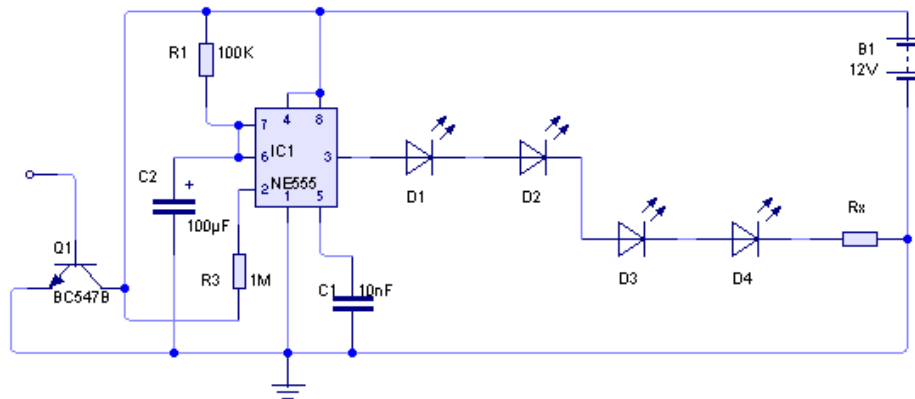 R1 100K
B1
12V
4 8
7
6 IC1 3
2 NE555
1 5
C2 +
100µF
D1 D2
Rx
Q1
BC547B
R3 1M
C1 10nF
D3 D4